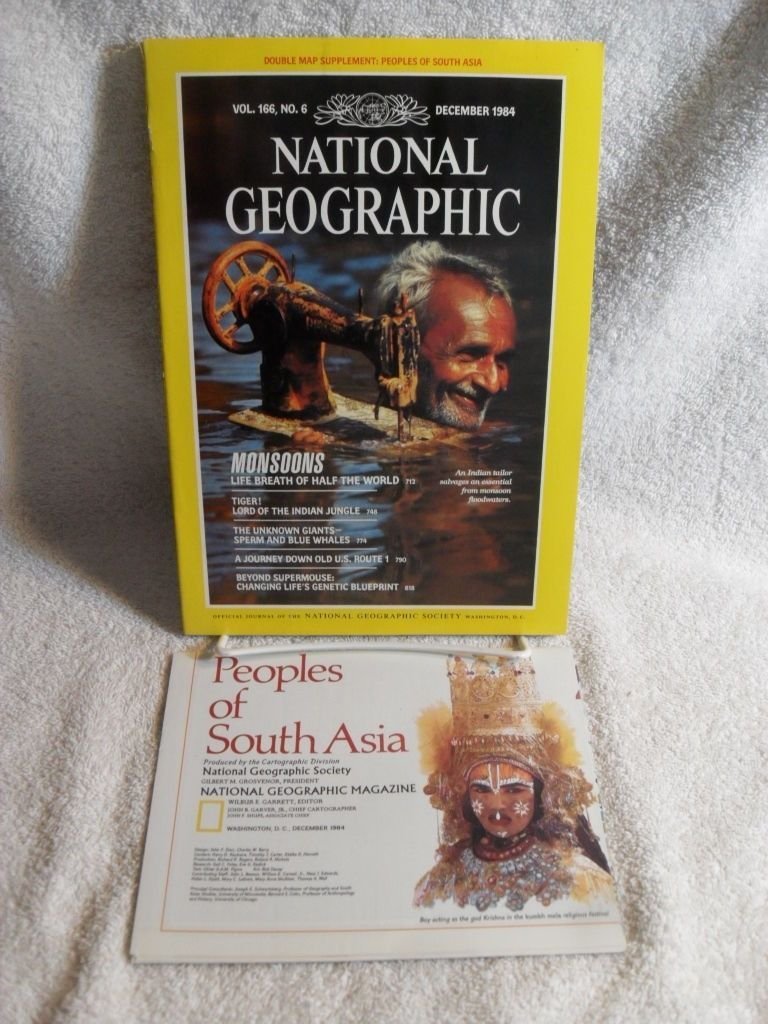 DOUBLE MAP SUPPLEMENT: PEOPLES OF SOUTH ASIA
VOL. 166, NO. 6
DECEMBER 1984
NATIONAL
GEOGRAPHIC
MONSOONS
LIFE BREATH OF HALF THE WORLD 712
TIGER!
LORD OF THE INDIAN JUNGLE 748
THE UNKNOWN GIANTS—
SPERM AND BLUE WHALES 774
A JOURNEY DOWN OLD U.S. ROUTE 1 790
BEYOND SUPERMOUSE:
CHANGING LIFE'S GENETIC BLUEPRINT 818
An Indian tailor
salvages an essential
from monsoon
floodwaters.
OFFICIAL JOURNAL OF THE NATIONAL GEOGRAPHIC SOCIETY WASHINGTON, D.C.
Peoples
of
South Asia
Produced by the Cartographic Division
National Geographic Society
GILBERT M. GROSVENOR, PRESIDENT
NATIONAL GEOGRAPHIC MAGAZINE
WILBUR E. GARRETT, EDITOR
JOHN B. GARVER, JR., CHIEF CARTOGRAPHER
JOHN F. SHUPE, ASSOCIATE CHIEF
WASHINGTON, D.C., DECEMBER 1984
Boy acting as the god Krishna in the kumbh mela religious festival